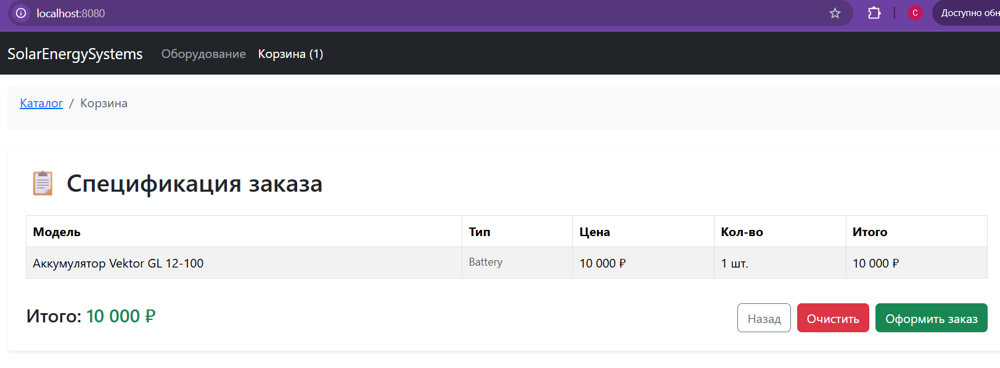 localhost:8080
C
Доступно обн
SolarEnergySystems Оборудование Корзина (1)
Каталог / Корзина
Спецификация заказа
Модель Тип Цена Кол-во Итого
Аккумулятор Vektor GL 12-100 Battery 10 000 ₽ 1 шт. 10 000 ₽
Итого: 10 000 ₽
Назад Очистить Оформить заказ